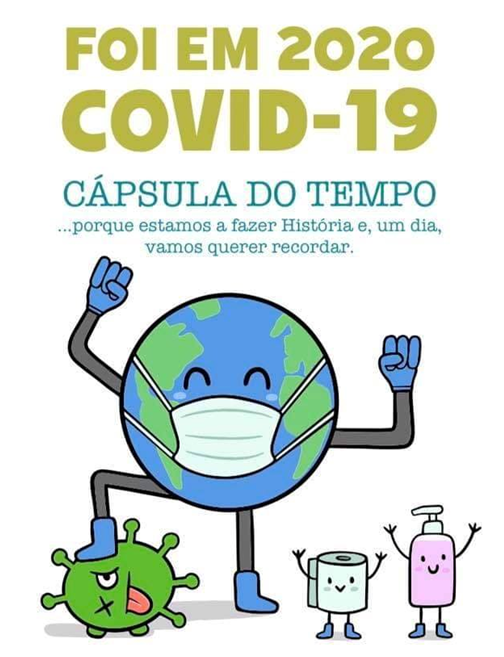 FOI EM 2020
COVID-19
CÁPSULA DO TEMPO
...porque estamos a fazer História e, um dia,
vamos querer recordar.